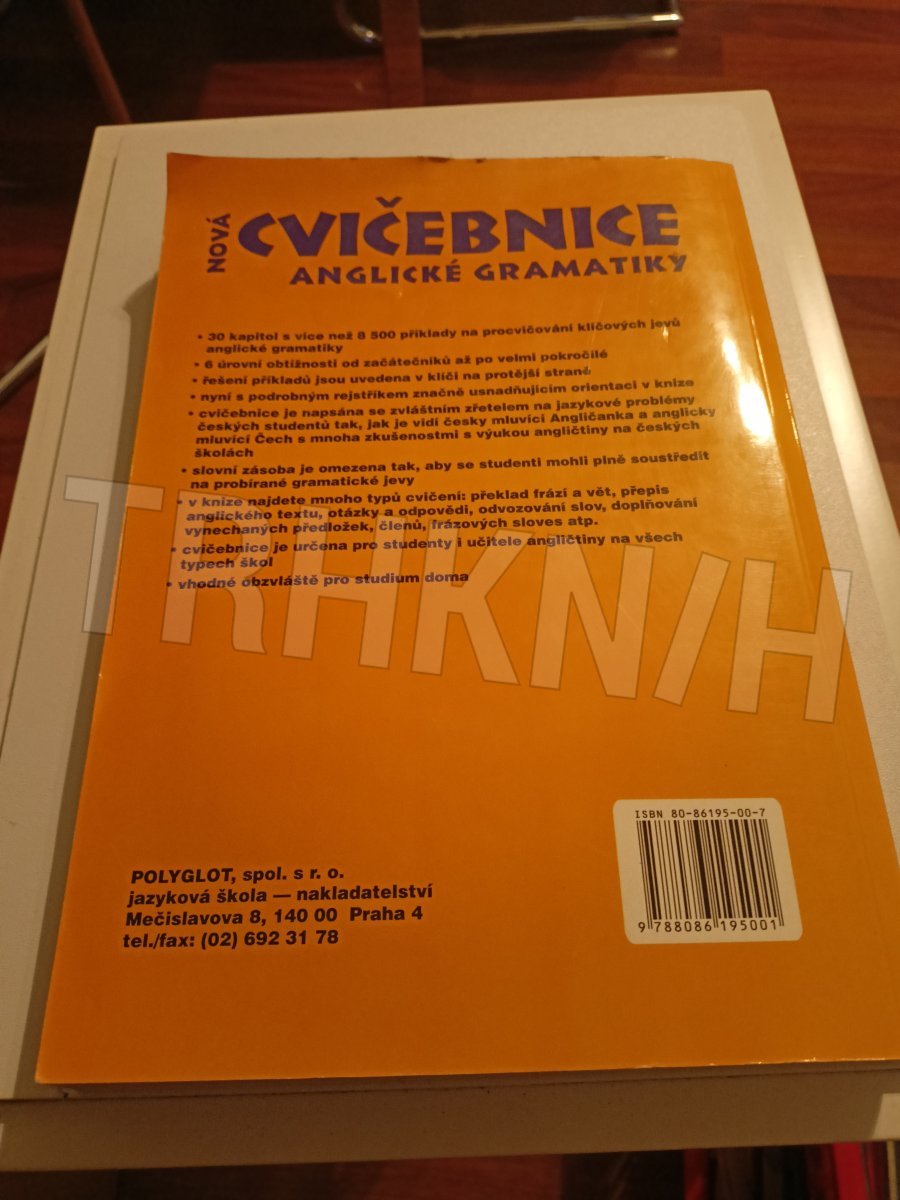 NOVÁ
CVIČEBNICE
ANGLICKÉ GRAMATIKY
• 30 kapitol s více než 8 500 příklady na procvičování klíčových jevů
anglické gramatiky
• 6 úrovní obtížnosti od začátečníků až po velmi pokročilé
• řešení příkladů jsou uvedena v klíči na protější straně
• nyní s podrobným rejstříkem značně usnadňujícím orientaci v knize
• cvičebnice je napsána se zvláštním zřetelem na jazykové problémy
českých studentů tak, jak je vidí česky mluvící Angličanka a anglicky
mluvící Čech s mnoha zkušenostmi s výukou angličtiny na českých
školách
• slovní zásoba je omezena tak, aby se studenti mohli plně soustředit
na probírané gramatické jevy
• v knize najdete mnoho typů cvičení: překlad frází a vět, přepis
anglického textu, otázky a odpovědi, odvozování slov, doplňování
vynechaných předložek, členů, frázových sloves atp.
• cvičebnice je určena pro studenty i učitele angličtiny na všech
typech škol
• vhodné obzvláště pro studium doma
TRHKN/H
POLYGLOT, spol. s r. o.
jazyková škola — nakladatelství
Mečislavova 8, 140 00 Praha 4
tel./fax: (02) 692 31 78
ISBN 80-86195-00-7
9 788086 195001